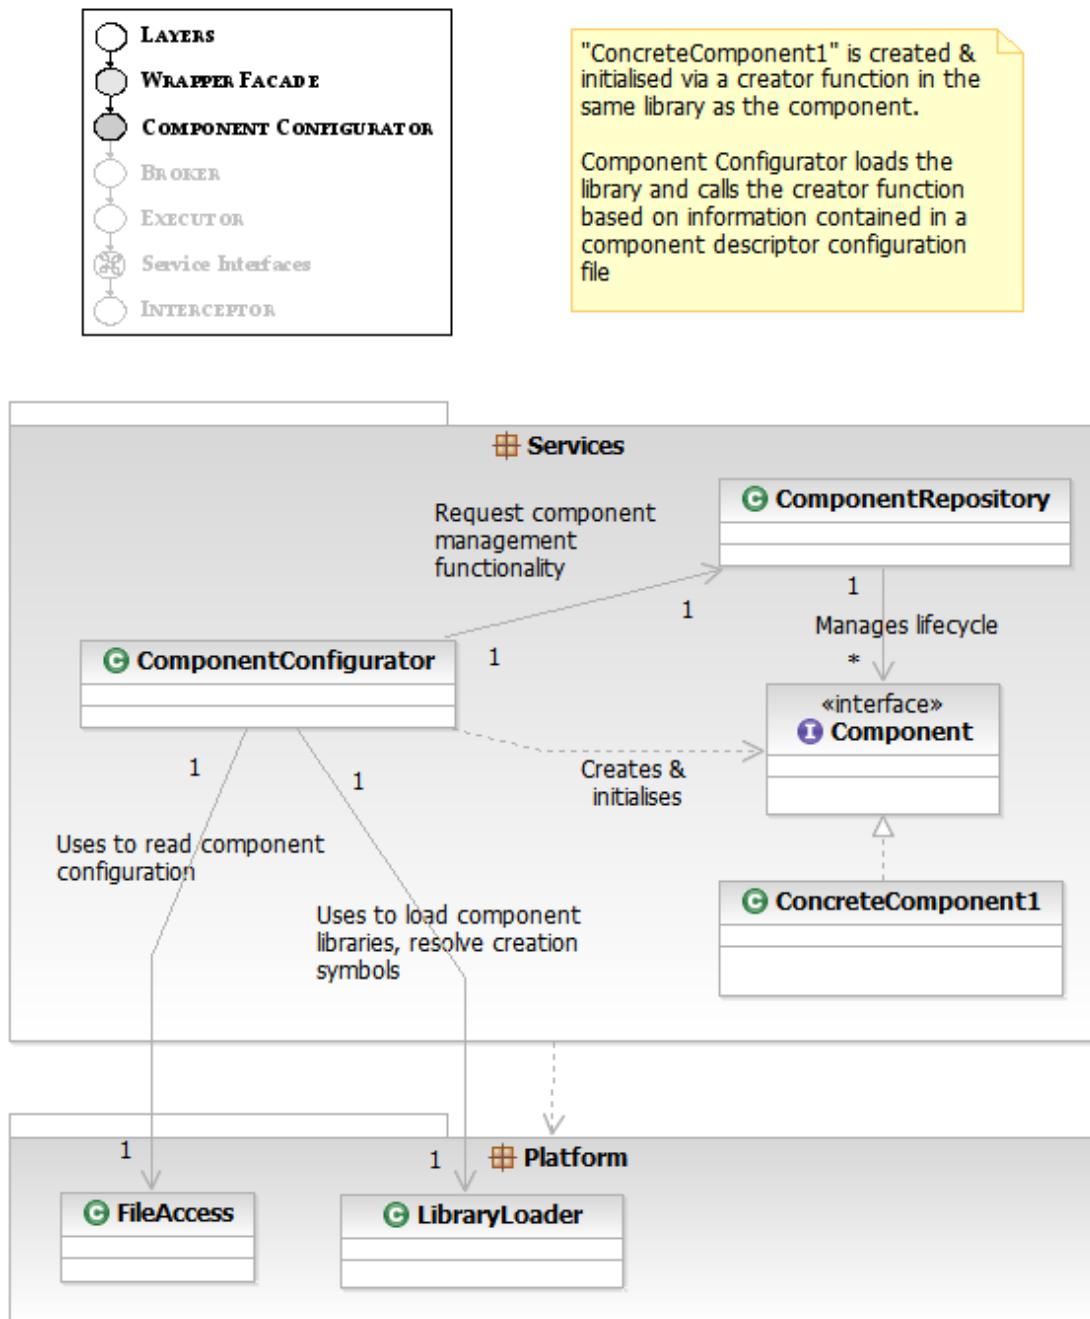 LAYERS
WRAPPER FACADE
COMPONENT CONFIGURATOR
BROKER
EXECUTOR
Service Interfaces
INTERCEPTOR
"ConcreteComponent1" is created &
initialised via a creator function in the
same library as the component.
Component Configurator loads the
library and calls the creator function
based on information contained in a
component descriptor configuration
file
Services
ComponentRepository
Request component
management
functionality
1
1
1
Manages lifecycle
*
ComponentConfigurator
«interface»
I Component
Creates &
initialises
1
1
Uses to read component
configuration
C ConcreteComponent1
Uses to load component
libraries, resolve creation
symbols
1
1
Platform
C FileAccess
C LibraryLoader